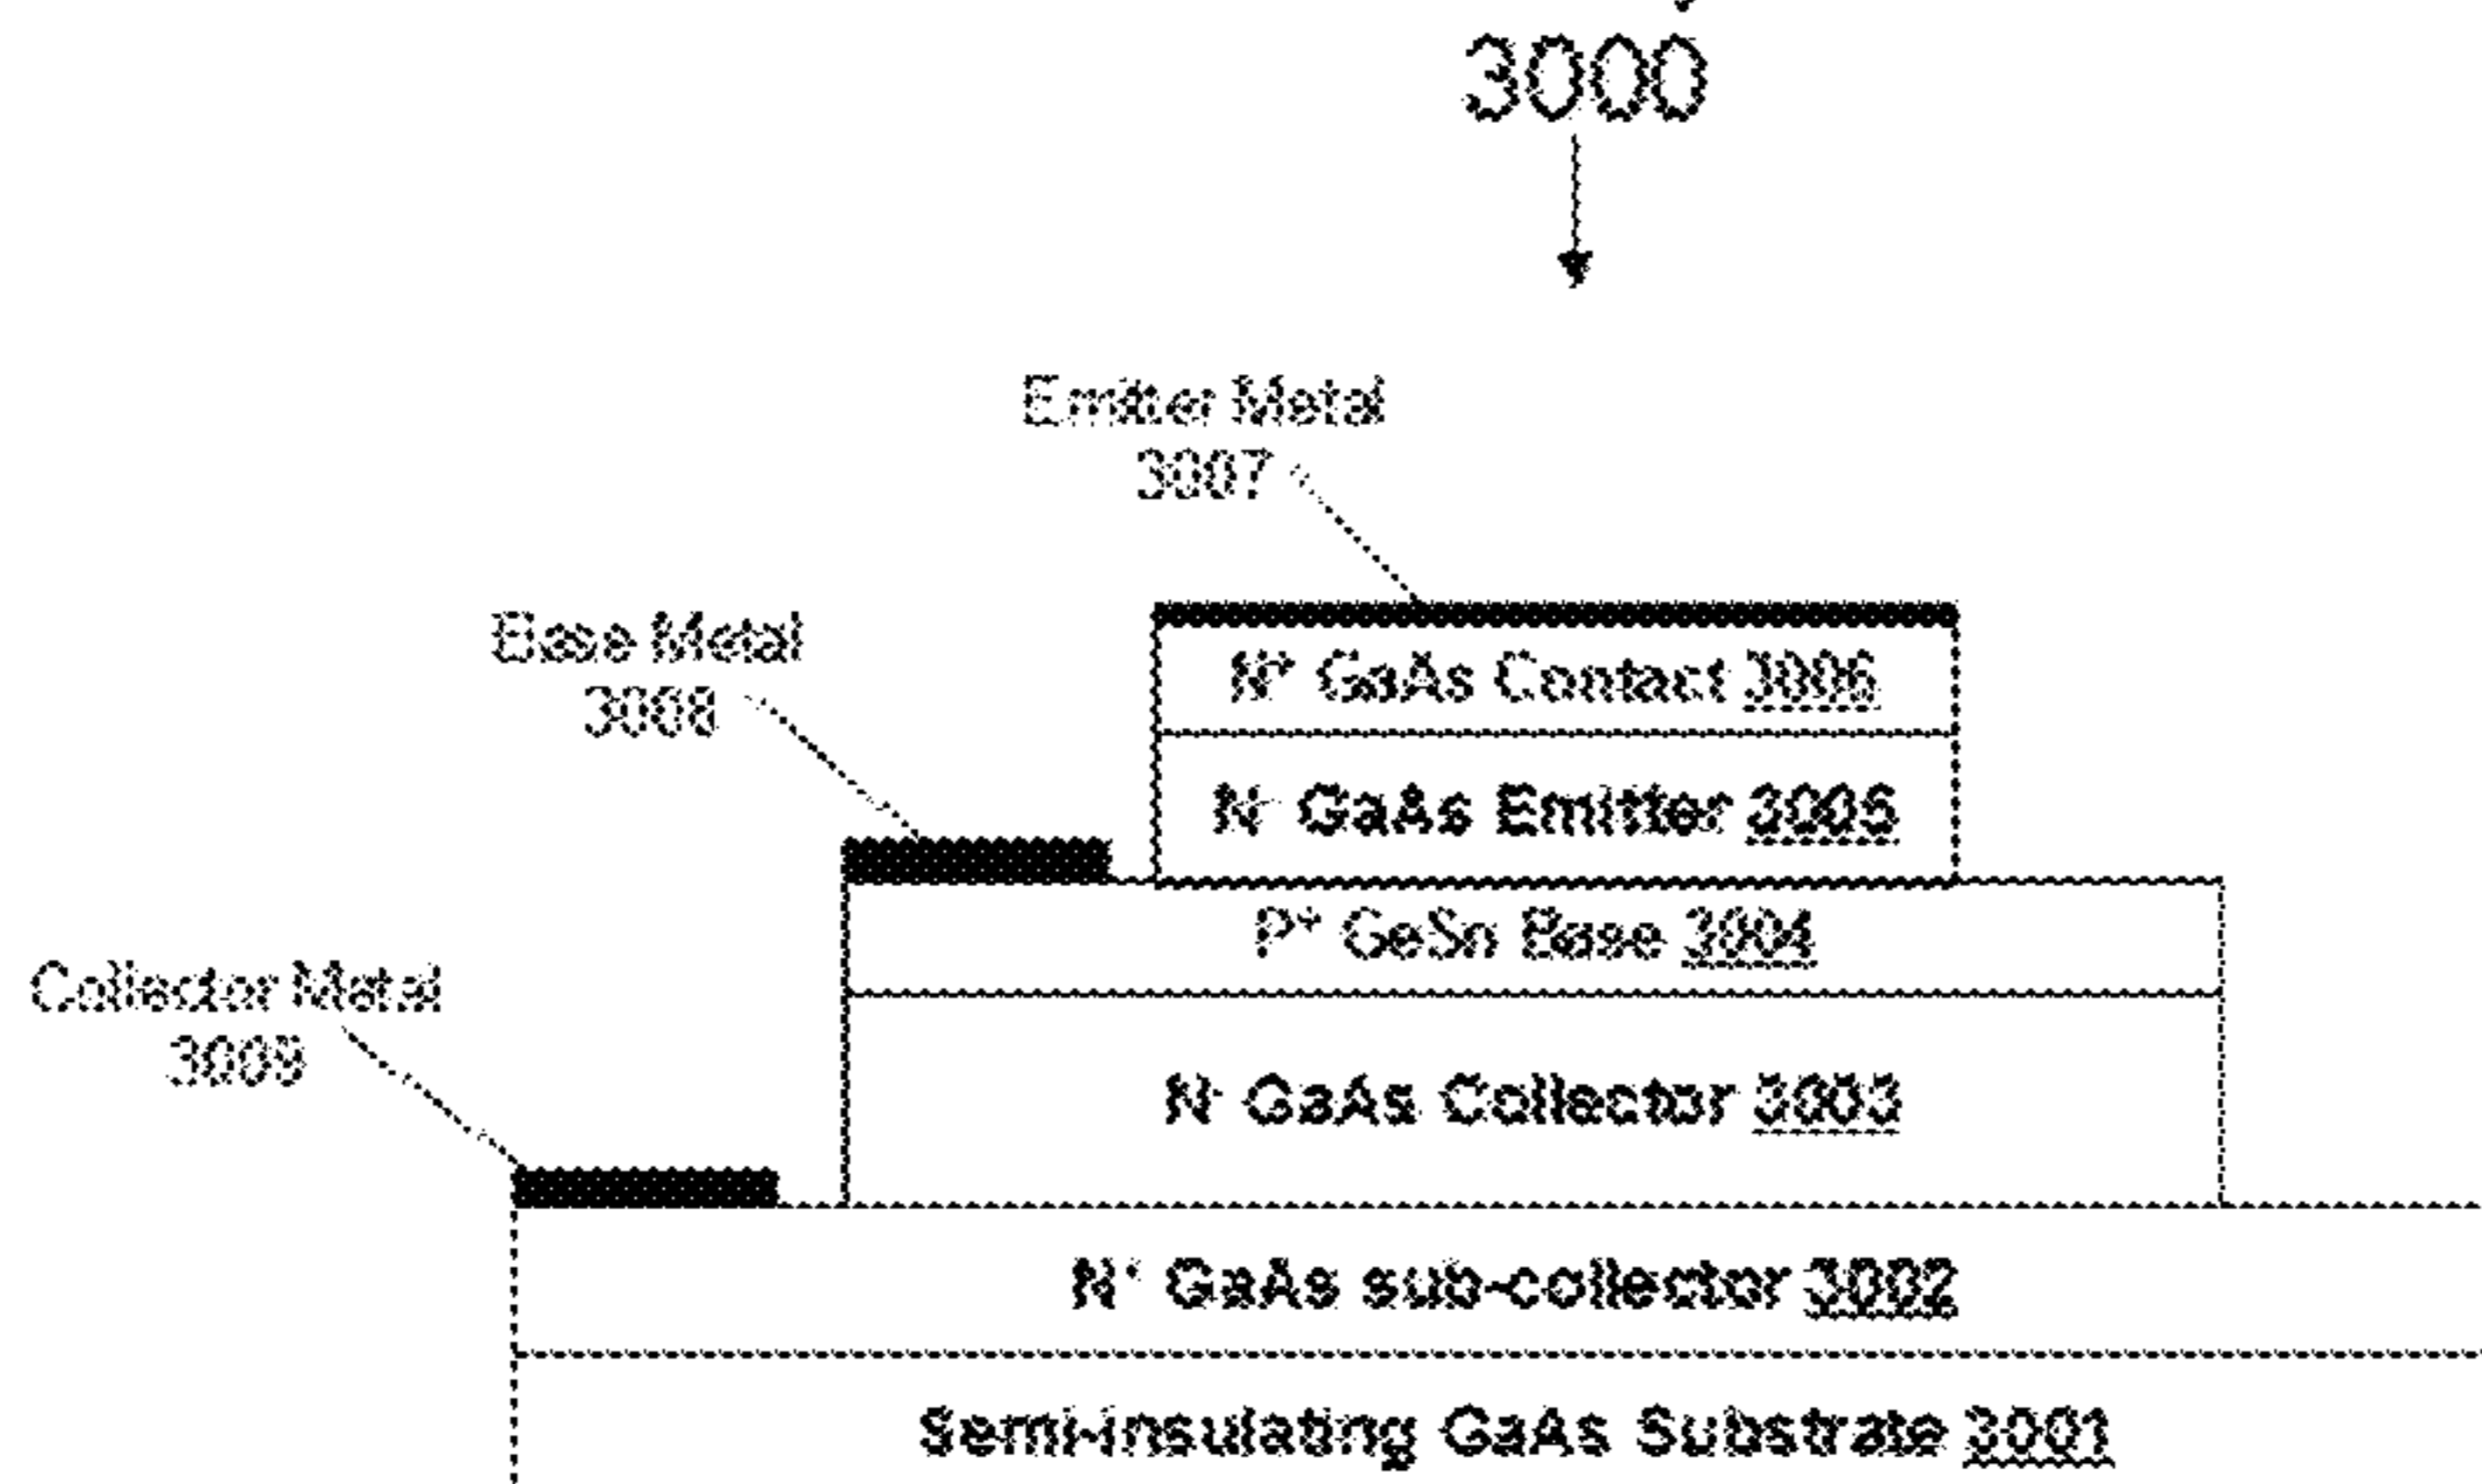 3000
Emitter Metal
3007
Base Metal
3008
N⁺ GaAs Contact 3006
N⁻ GaAs Emitter 3005
P⁺ GeSn Base 3004
Collector Metal
3009
N⁻ GaAs Collector 3003
N⁺ GaAs sub-collector 3002
Semi-insulating GaAs Substrate 3001